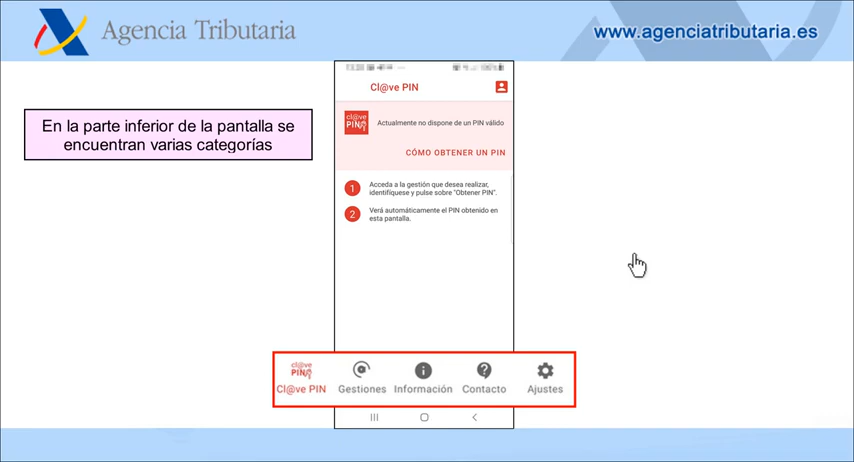 Agencia Tributaria
www.agenciatributaria.es
En la parte inferior de la pantalla se
encuentran varias categorías
Cl@ve PIN
cl@ve
PIN
Actualmente no dispone de un PIN válido
CÓMO OBTENER UN PIN
1
Acceda a la gestión que desea realizar,
identifíquese y pulse sobre "Obtener PIN".
2
Verá automáticamente el PIN obtenido en
esta pantalla.
cl@ve
PIN
Cl@ve PIN
Gestiones
Información
Contacto
Ajustes